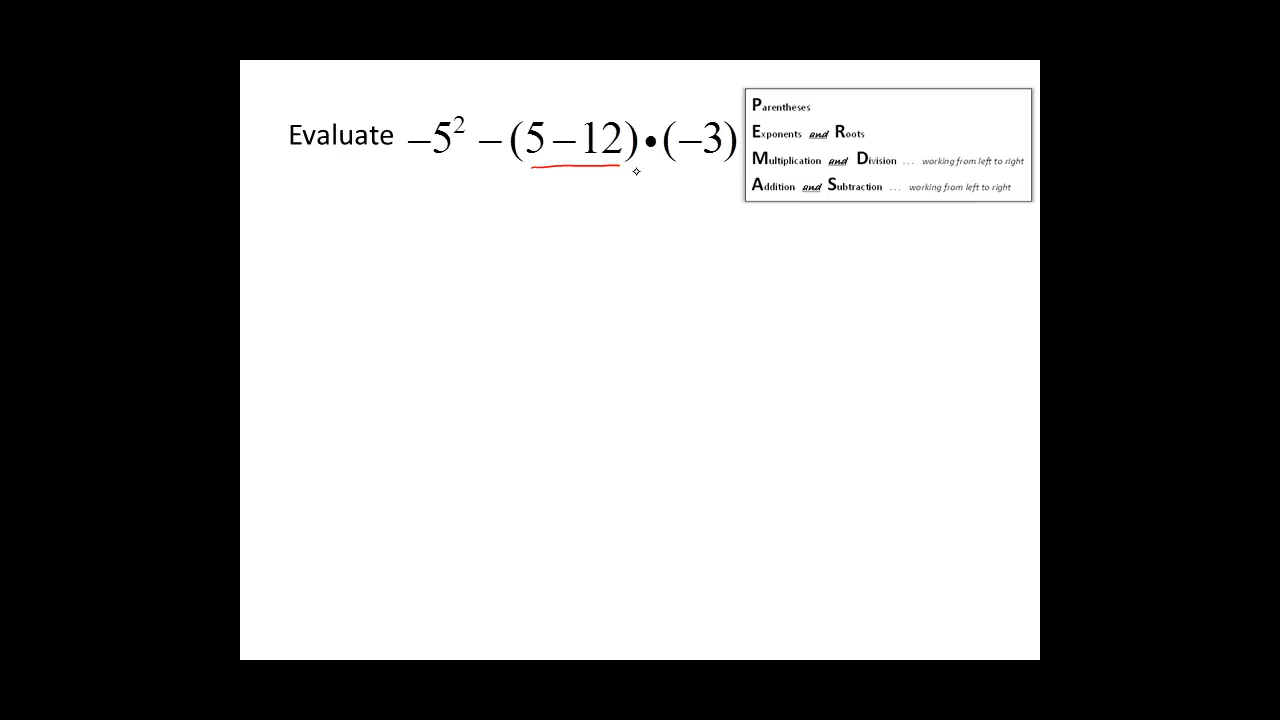 Evaluate −5² − (5 − 12) • (−3)
Parentheses
Exponents and Roots
Multiplication and Division ... working from left to right
Addition and Subtraction ... working from left to right